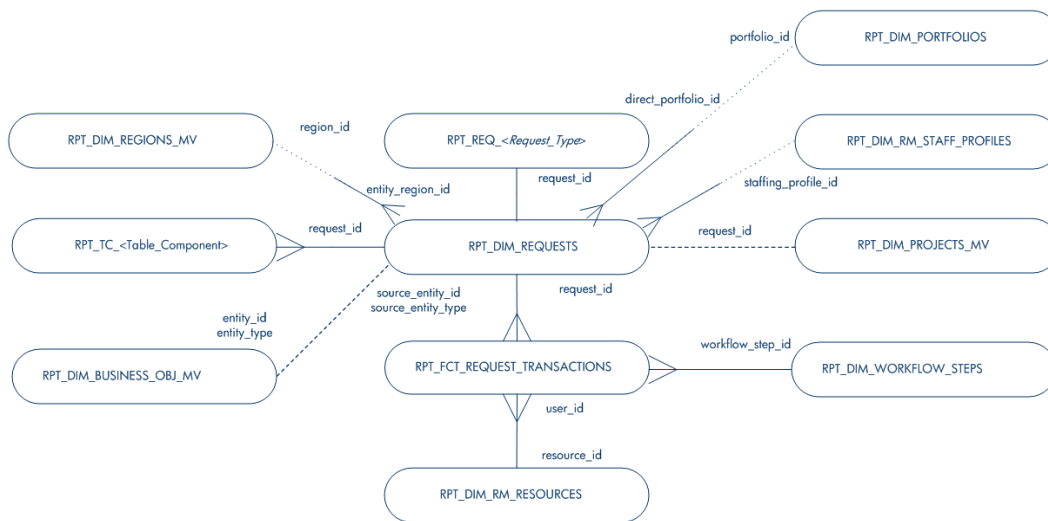 portfolio_id
RPT_DIM_PORTFOLIOS
direct_portfolio_id
region_id
RPT_DIM_REGIONS_MV
RPT_REQ_<Request_Type>
RPT_DIM_RM_STAFF_PROFILES
request_id
entity_region_id
staffing_profile_id
request_id
request_id
RPT_TC_<Table_Component>
RPT_DIM_REQUESTS
RPT_DIM_PROJECTS_MV
source_entity_id
source_entity_type
request_id
entity_id
entity_type
workflow_step_id
RPT_DIM_BUSINESS_OBJ_MV
RPT_FCT_REQUEST_TRANSACTIONS
RPT_DIM_WORKFLOW_STEPS
user_id
resource_id
RPT_DIM_RM_RESOURCES